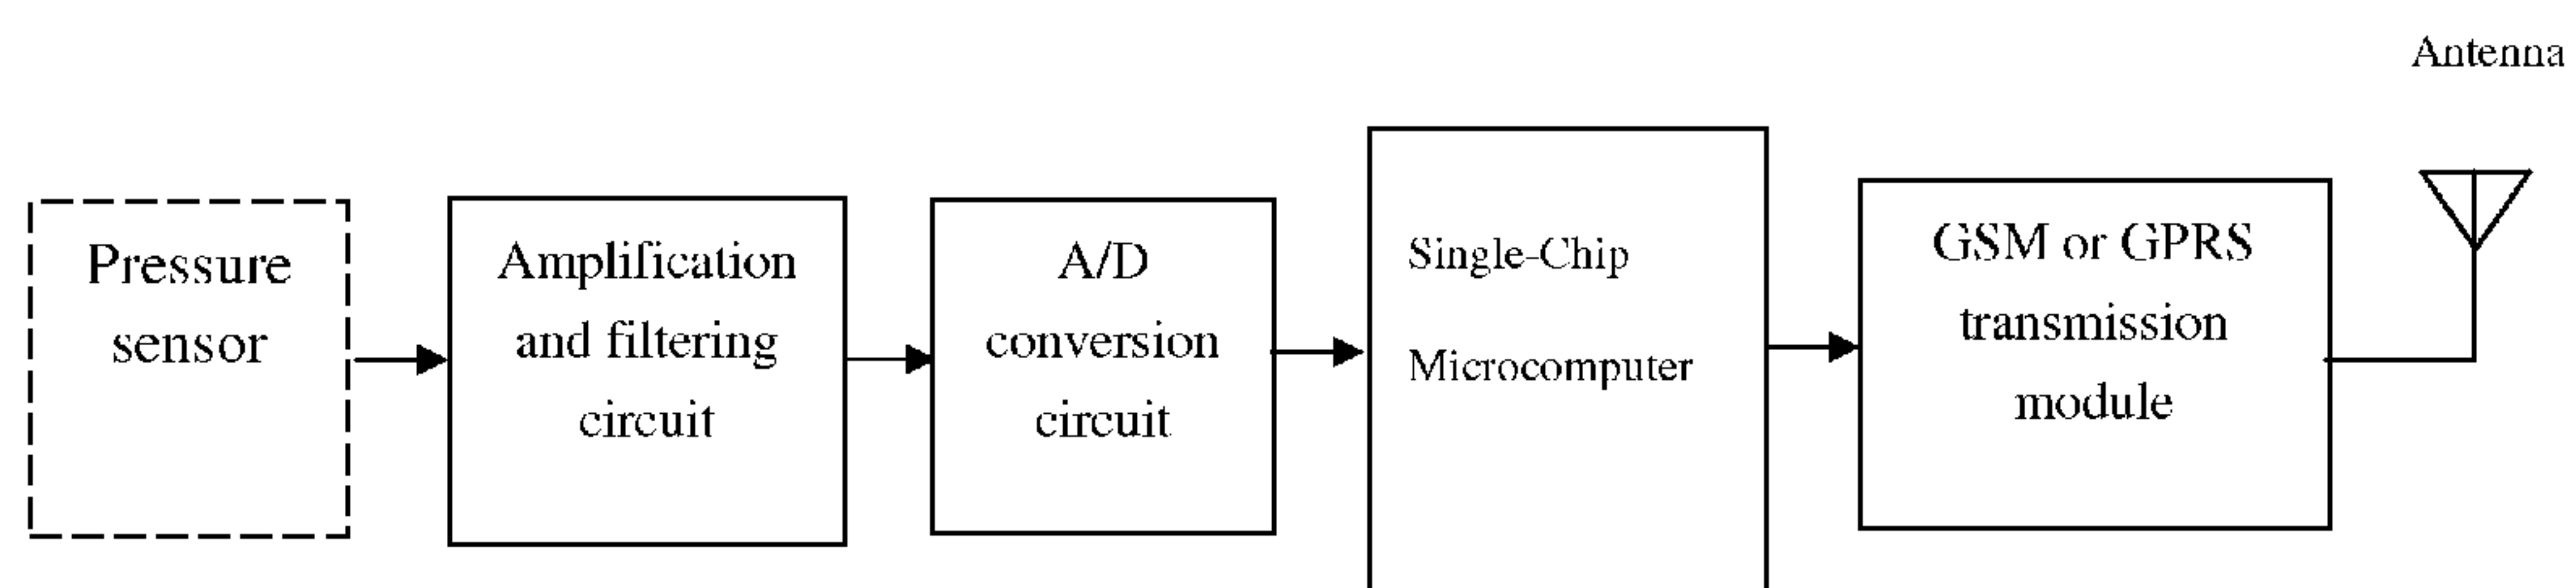 Antenna
Pressure
sensor
Amplification
and filtering
circuit
A/D
conversion
circuit
Single-Chip
Microcomputer
GSM or GPRS
transmission
module